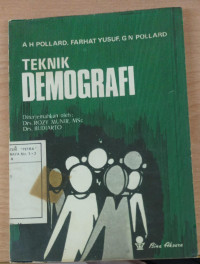 A H POLLARD, FARHAT YUSUF, G N POLLARD
TEKNIK
DEMOGRAFI
Diterjemahkan oleh:
Drs. ROZY MUNIR, MSc
Drs. BUDIARTO
Bina Aksara